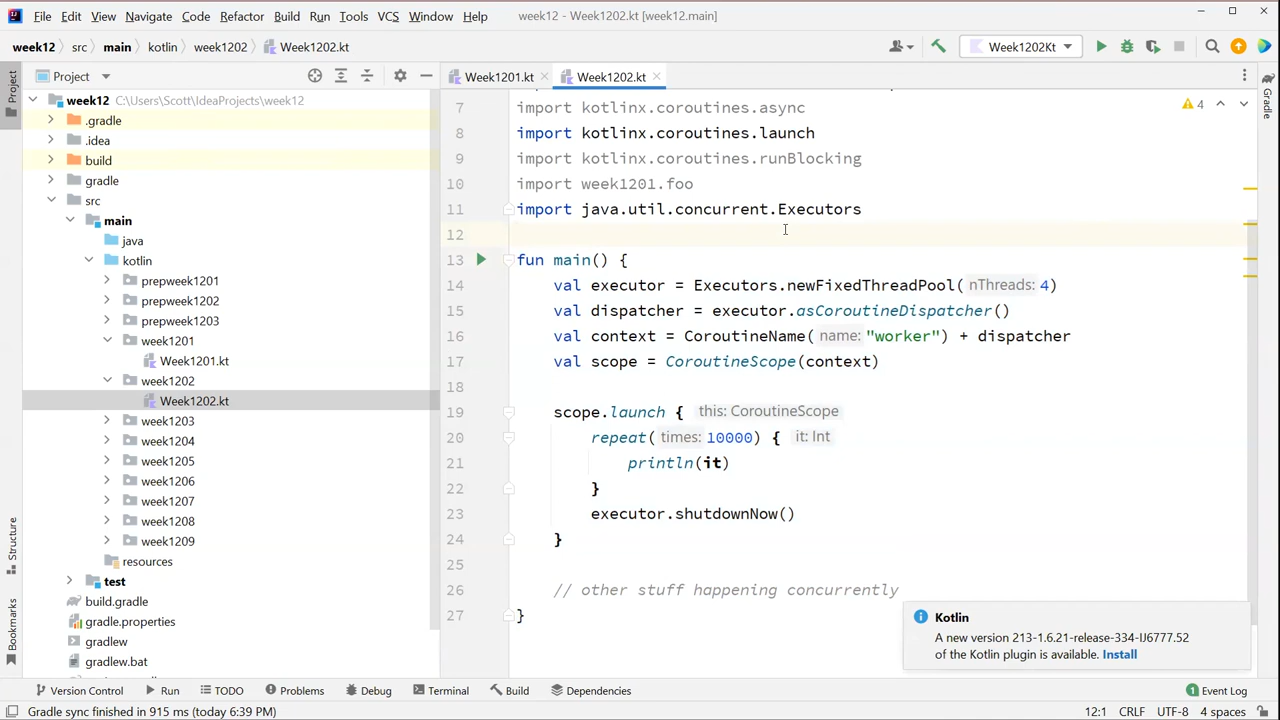 File Edit View Navigate Code Refactor Build Run Tools VCS Window Help week12 - Week1202.kt [week12.main]
week12 src main kotlin week1202 Week1202.kt Week1202Kt
Project
Week1201.kt
Week1202.kt
Project
Structure
Bookmarks
Gradle
week12 C:\Users\Scott\IdeaProjects\week12
.gradle
.idea
build
gradle
src
main
java
kotlin
prepweek1201
prepweek1202
prepweek1203
week1201
Week1201.kt
week1202
Week1202.kt
week1203
week1204
week1205
week1206
week1207
week1208
week1209
resources
test
build.gradle
gradle.properties
gradlew
gradlew.bat
4
7 import kotlinx.coroutines.async
8 import kotlinx.coroutines.launch
9 import kotlinx.coroutines.runBlocking
10 import week1201.foo
11 import java.util.concurrent.Executors
12
13 fun main() {
14 val executor = Executors.newFixedThreadPool( nThreads: 4)
15 val dispatcher = executor.asCoroutineDispatcher()
16 val context = CoroutineName( name: "worker") + dispatcher
17 val scope = CoroutineScope(context)
18
19 scope.launch { this: CoroutineScope
20 repeat( times: 10000) { it: Int
21 println(it)
22 }
23 executor.shutdownNow()
24 }
25
26 // other stuff happening concurrently
27 }
Kotlin
A new version 213-1.6.21-release-334-IJ6777.52
of the Kotlin plugin is available. Install
Version Control Run TODO Problems Debug Terminal Build Dependencies 1 Event Log
Gradle sync finished in 915 ms (today 6:39 PM) 12:1 CRLF UTF-8 4 spaces